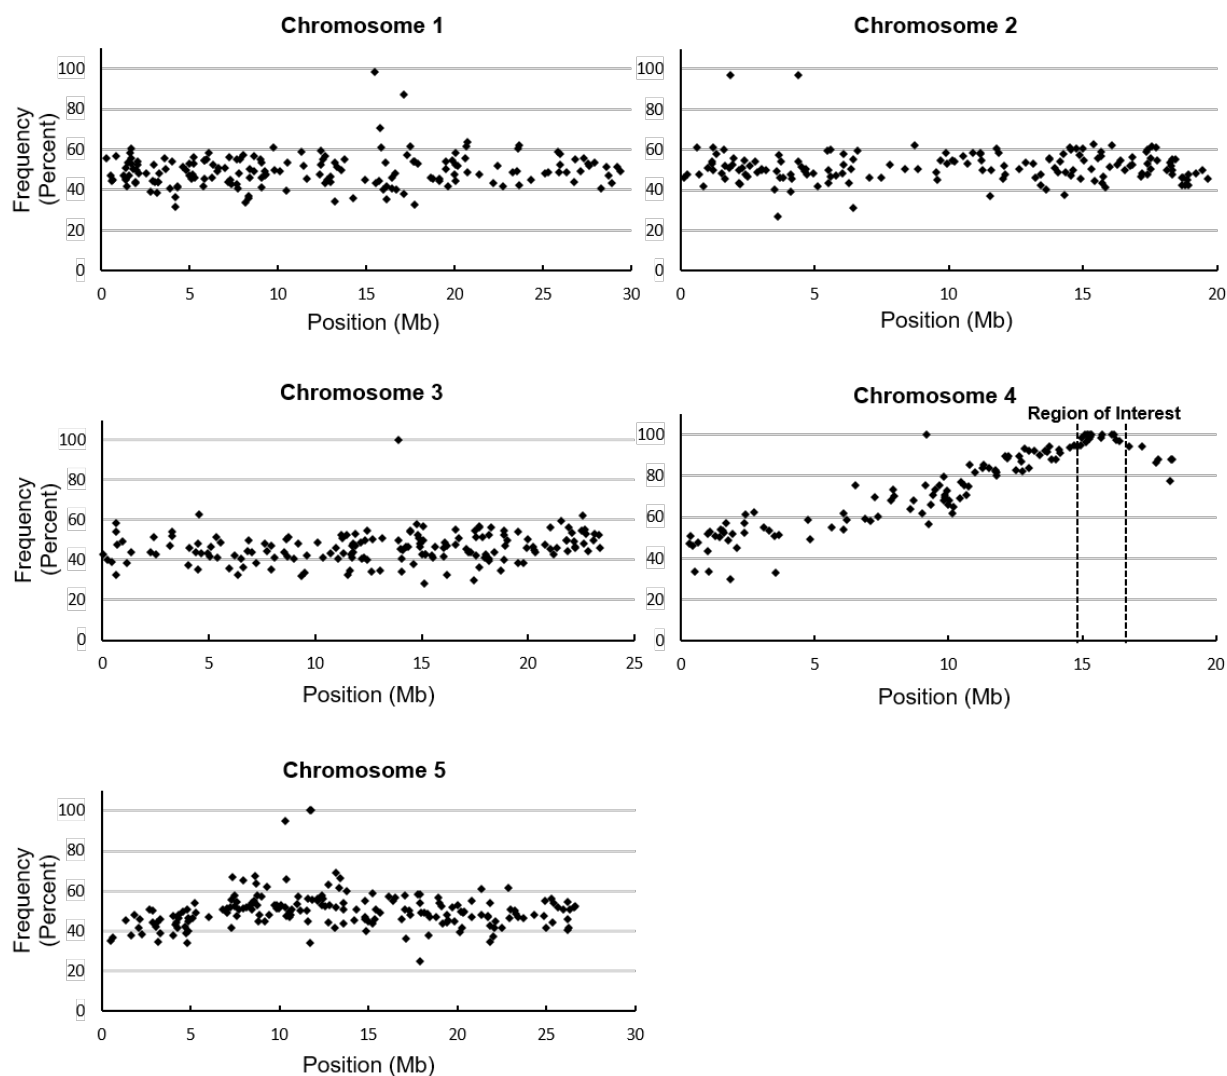 Chromosome 1
Frequency
(Percent)
100
80
60
40
20
0
0 5 10 15 20 25 30
Position (Mb)
Chromosome 2
100
80
60
40
20
0
0 5 10 15 20
Position (Mb)
Chromosome 3
Frequency
(Percent)
100
80
60
40
20
0
0 5 10 15 20 25
Position (Mb)
Chromosome 4
Region of Interest
100
80
60
40
20
0
0 5 10 15 20
Position (Mb)
Chromosome 5
Frequency
(Percent)
100
80
60
40
20
0
0 5 10 15 20 25 30
Position (Mb)